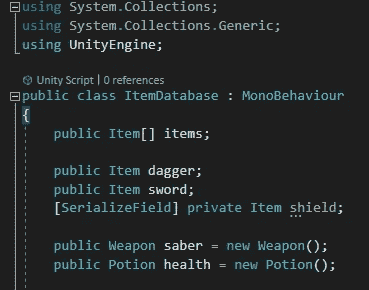 using System.Collections;
using System.Collections.Generic;
using UnityEngine;
Unity Script | 0 references
public class ItemDatabase : MonoBehaviour
{
public Item[] items;
public Item dagger;
public Item sword;
[SerializeField] private Item shield;
public Weapon saber = new Weapon();
public Potion health = new Potion();